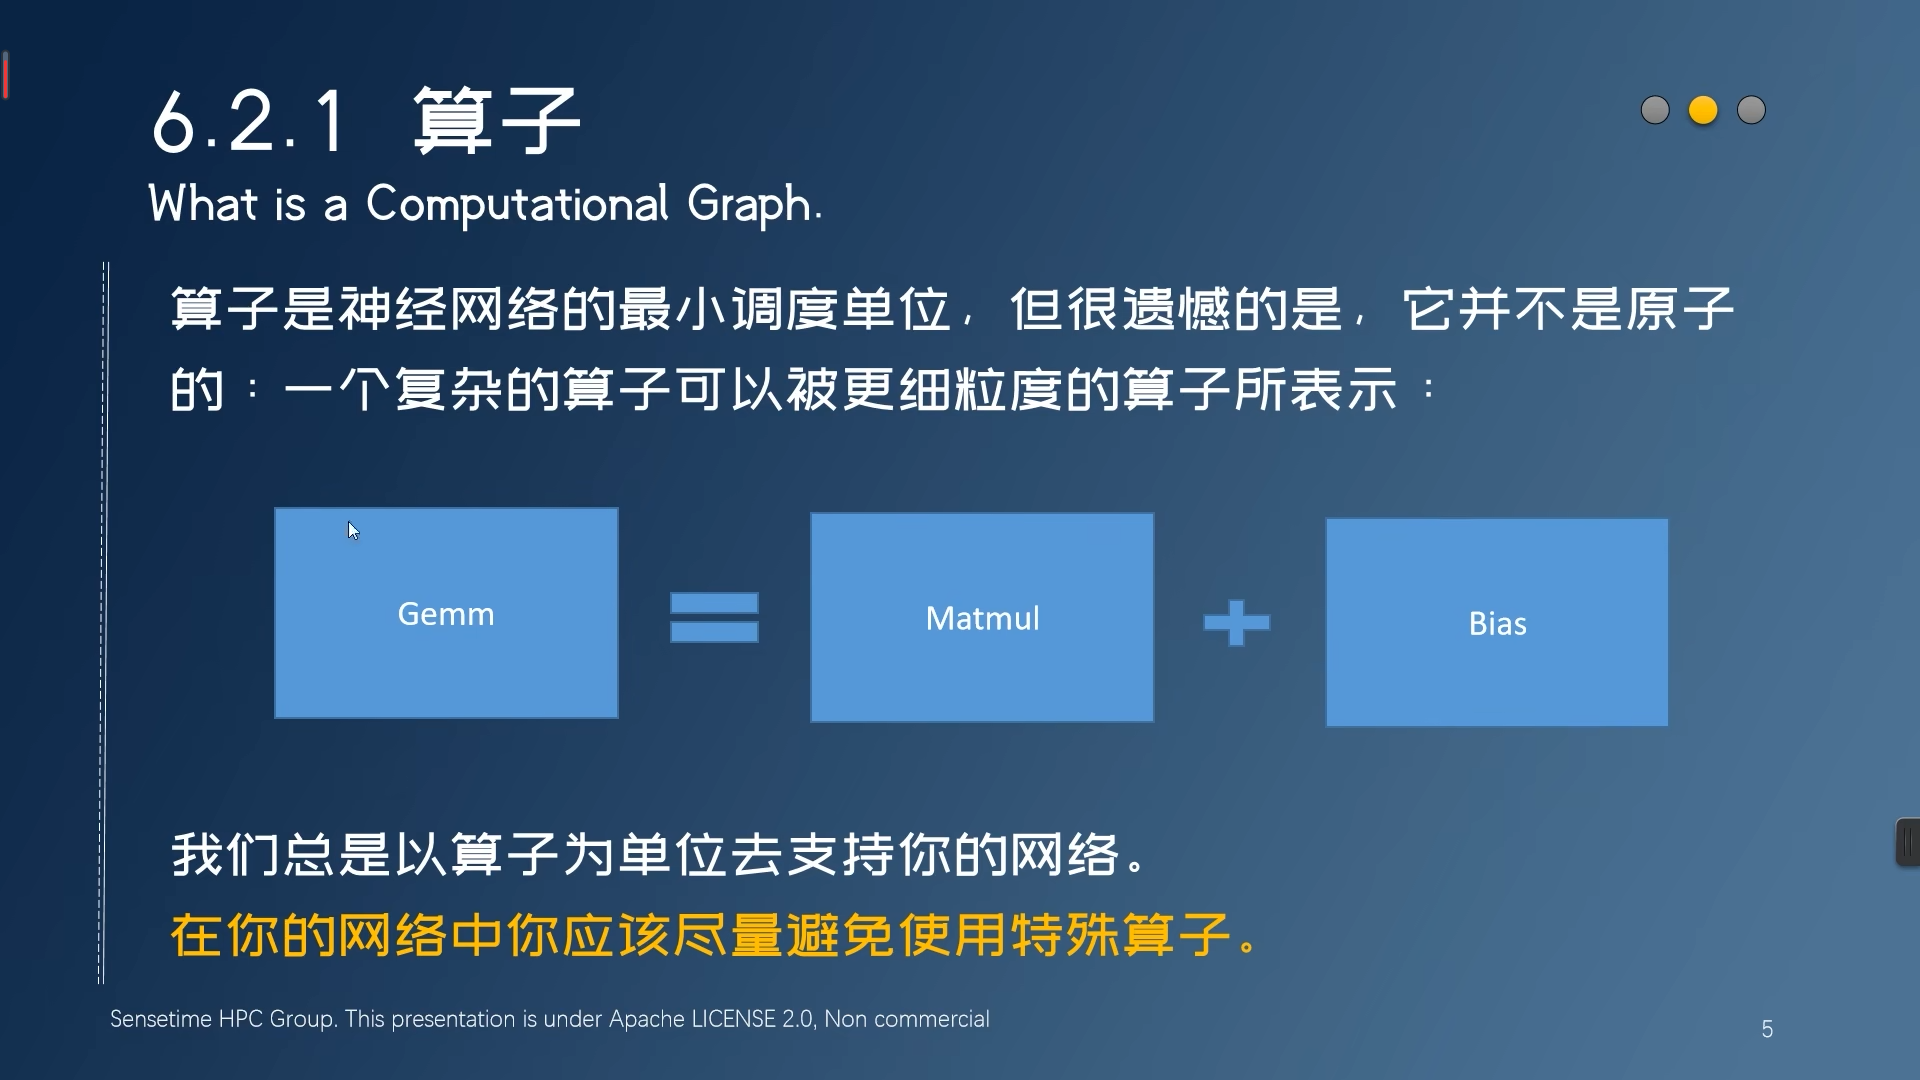 6.2.1 算子
What is a Computational Graph.
算子是神经网络的最小调度单位，但很遗憾的是，它并不是原子
的：一个复杂的算子可以被更细粒度的算子所表示：
Gemm
Matmul
Bias
我们总是以算子为单位去支持你的网络。
在你的网络中你应该尽量避免使用特殊算子。
Sensetime HPC Group. This presentation is under Apache LICENSE 2.0, Non commercial
5